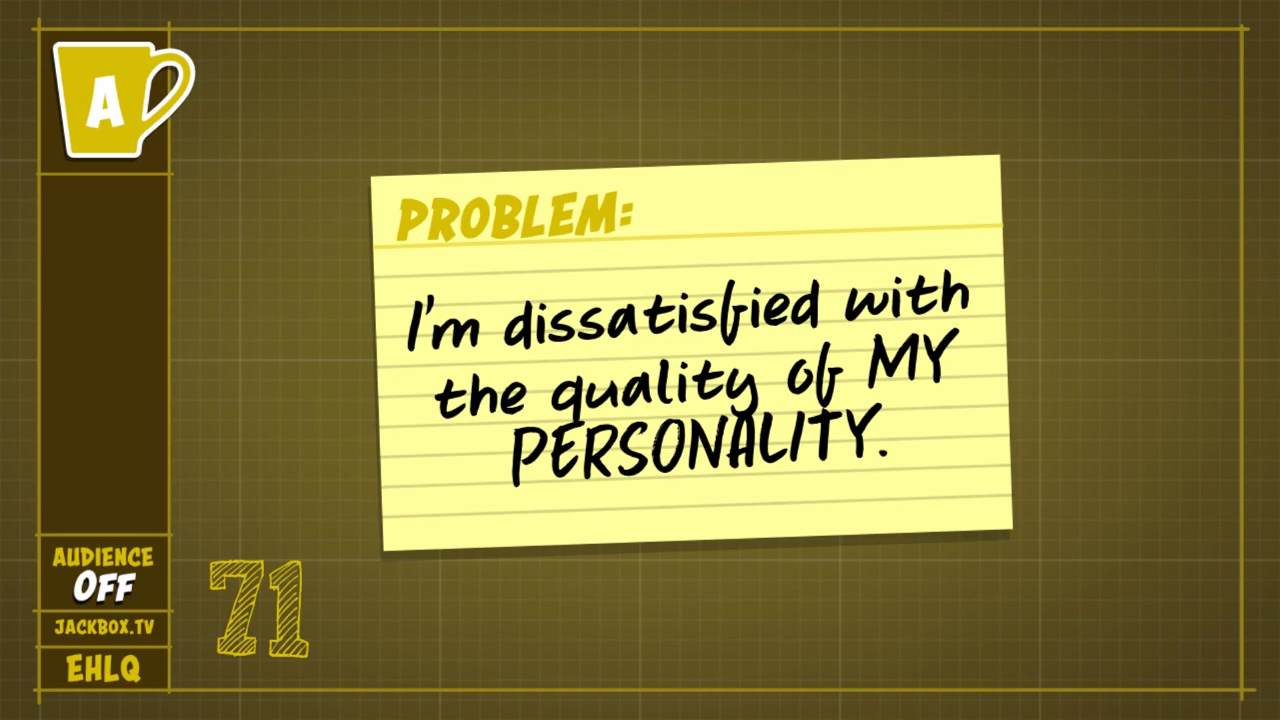 A
PROBLEM:
I'm dissatisfied with
the quality of MY
PERSONALITY.
AUDIENCE
OFF
JACKBOX.TV
EHLQ
71